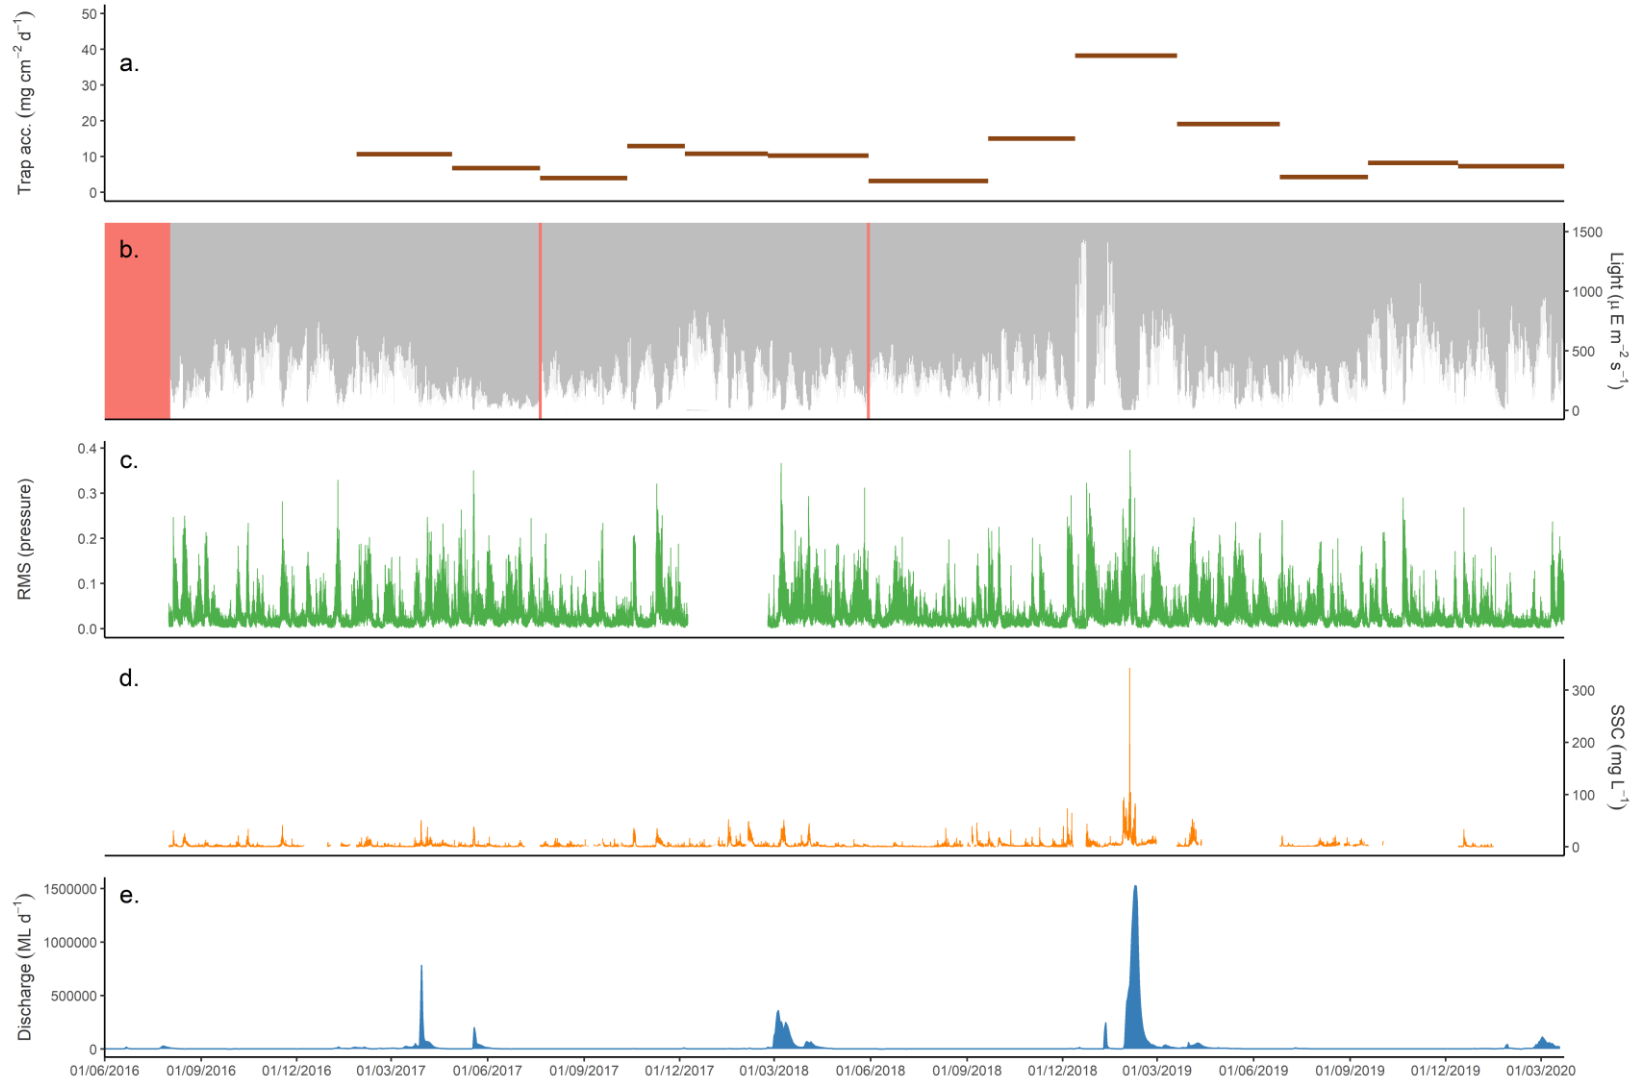 a.
Trap acc. (mg cm−2 d−1)
50
40
30
20
10
0
b.
Light (μ E m−2 s−1)
1500
1000
500
0
c.
RMS (pressure)
0.4
0.3
0.2
0.1
0.0
d.
SSC (mg L−1)
300
200
100
0
e.
Discharge (ML d−1)
1500000
1000000
500000
0
01/06/2016 01/09/2016 01/12/2016 01/03/2017 01/06/2017 01/09/2017 01/12/2017 01/03/2018 01/06/2018 01/09/2018 01/12/2018 01/03/2019 01/06/2019 01/09/2019 01/12/2019 01/03/2020